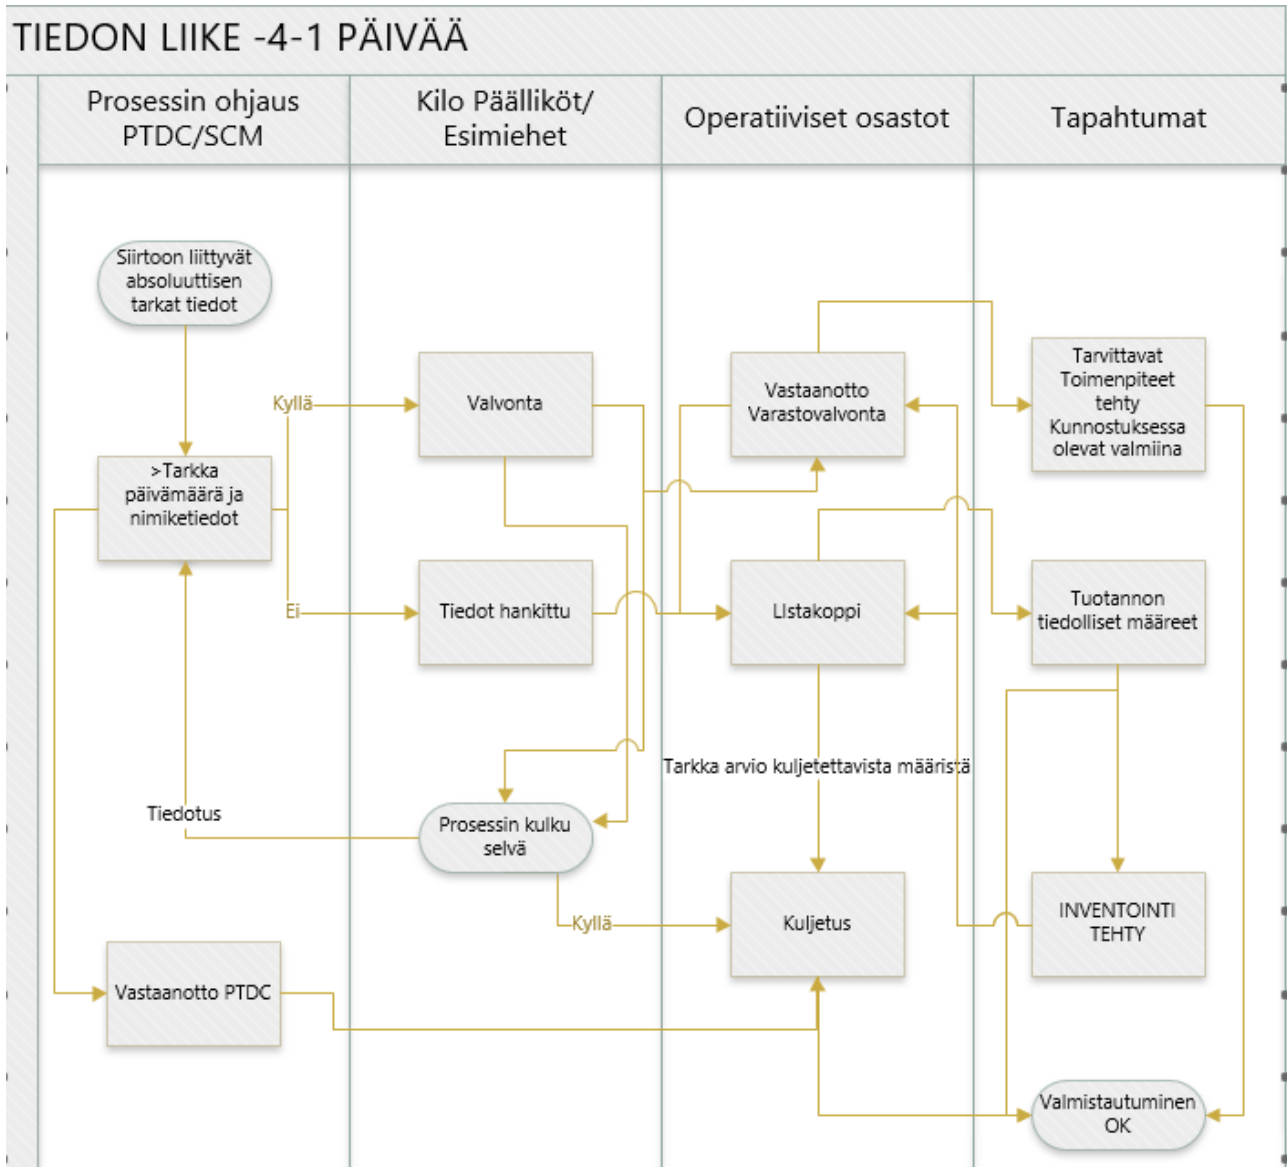 TIEDON LIIKE -4-1 PÄIVÄÄ
Prosessin ohjaus
PTDC/SCM
Kilo Päälliköt/
Esimiehet
Operatiiviset osastot
Tapahtumat
Siirtoon liittyvät
absoluuttisen
tarkat tiedot
Kyllä
Valvonta
Vastaanotto
Varastovalvonta
Tarvittavat
Toimenpiteet
tehty
Kunnostuksessa
olevat valmiina
>Tarkka
päivämäärä ja
nimiketiedot
Ei
Tiedot hankittu
LIstakoppi
Tuotannon
tiedolliset määreet
Tarkka arvio kuljetettavista määristä
Tiedotus
Prosessin kulku
selvä
Kyllä
Kuljetus
INVENTOINTI
TEHTY
Vastaanotto PTDC
Valmistautuminen
OK